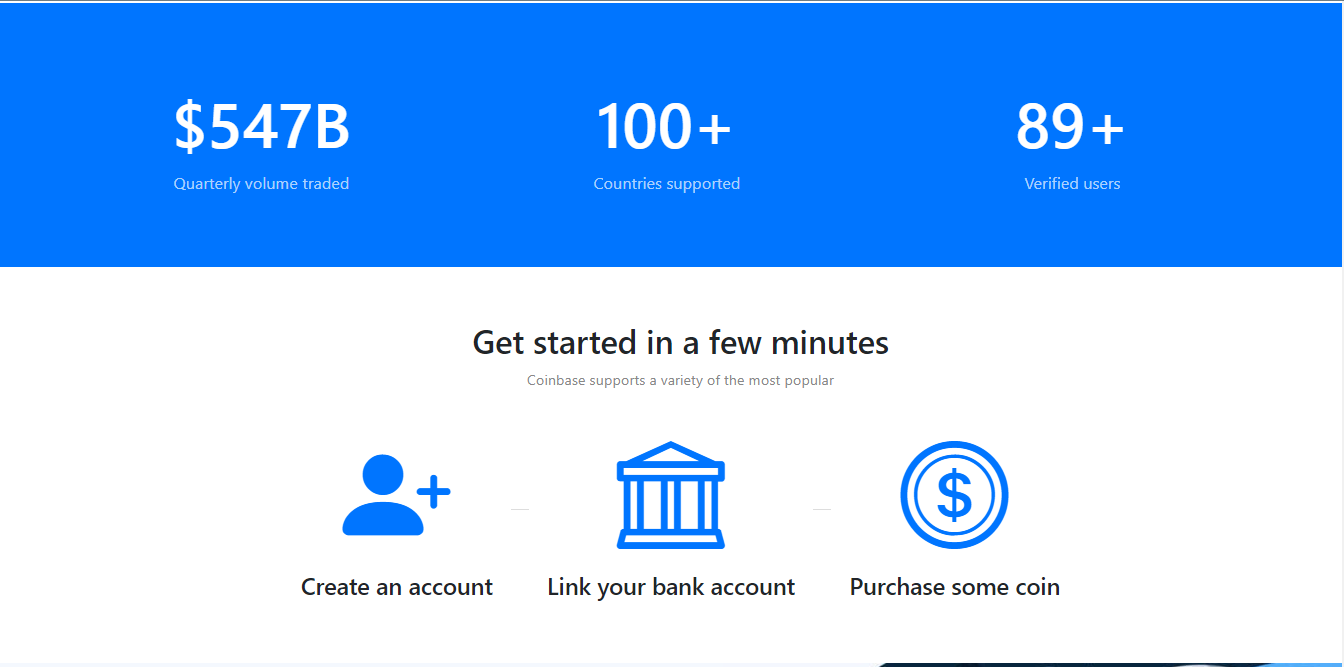 $547B
Quarterly volume traded
100+
Countries supported
89+
Verified users
Get started in a few minutes
Coinbase supports a variety of the most popular
$
Create an account
Link your bank account
Purchase some coin